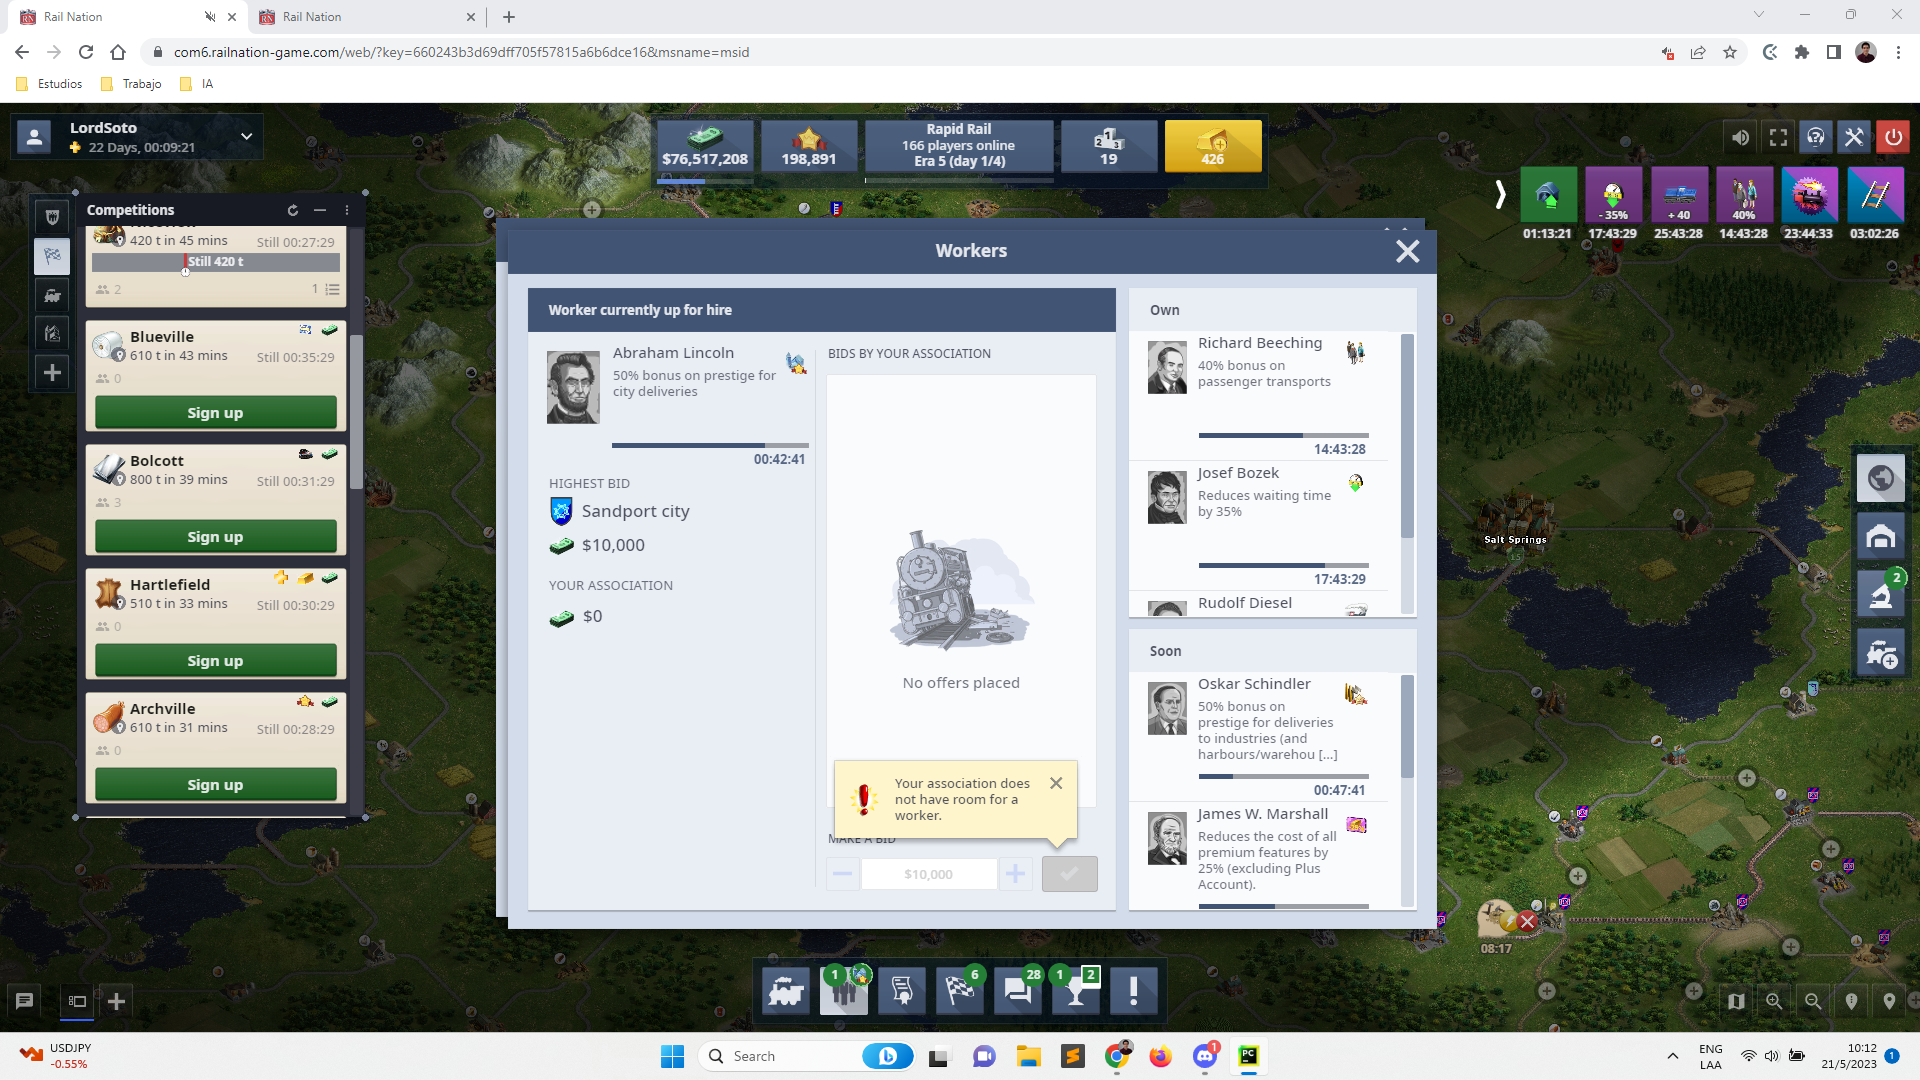 Rail Nation
Rail Nation
com6.railnation-game.com/web/?key=660243b3d69dff705f57815a6b6dce16&msname=msid
Estudios
Trabajo
IA
LordSoto
22 Days, 00:09:21
$76,517,208
198,891
Rapid Rail
166 players online
Era 5 (day 1/4)
19
426
- 35%
+ 40
40%
01:13:21
17:43:29
25:43:28
14:43:28
23:44:33
03:02:26
Competitions
420 t in 45 mins
Still 00:27:29
Still 420 t
2
1
Blueville
610 t in 43 mins
Still 00:35:29
0
Sign up
Bolcott
800 t in 39 mins
Still 00:31:29
3
Sign up
Hartlefield
510 t in 33 mins
Still 00:30:29
0
Sign up
Archville
610 t in 31 mins
Still 00:28:29
0
Sign up
Workers
Worker currently up for hire
Abraham Lincoln
50% bonus on prestige for
city deliveries
00:42:41
HIGHEST BID
Sandport city
$10,000
YOUR ASSOCIATION
$0
BIDS BY YOUR ASSOCIATION
No offers placed
Your association does
not have room for a
worker.
MAKE A BID
$10,000
Own
Richard Beeching
40% bonus on
passenger transports
14:43:28
Josef Bozek
Reduces waiting time
by 35%
17:43:29
Rudolf Diesel
Soon
Oskar Schindler
50% bonus on
prestige for deliveries
to industries (and
harbours/warehou [...]
00:47:41
James W. Marshall
Reduces the cost of all
premium features by
25% (excluding Plus
Account).
Salt Springs
2
08:17
1
6
28
1
2
USDJPY
-0.55%
Search
1
ENG
LAA
10:12
21/5/2023
1